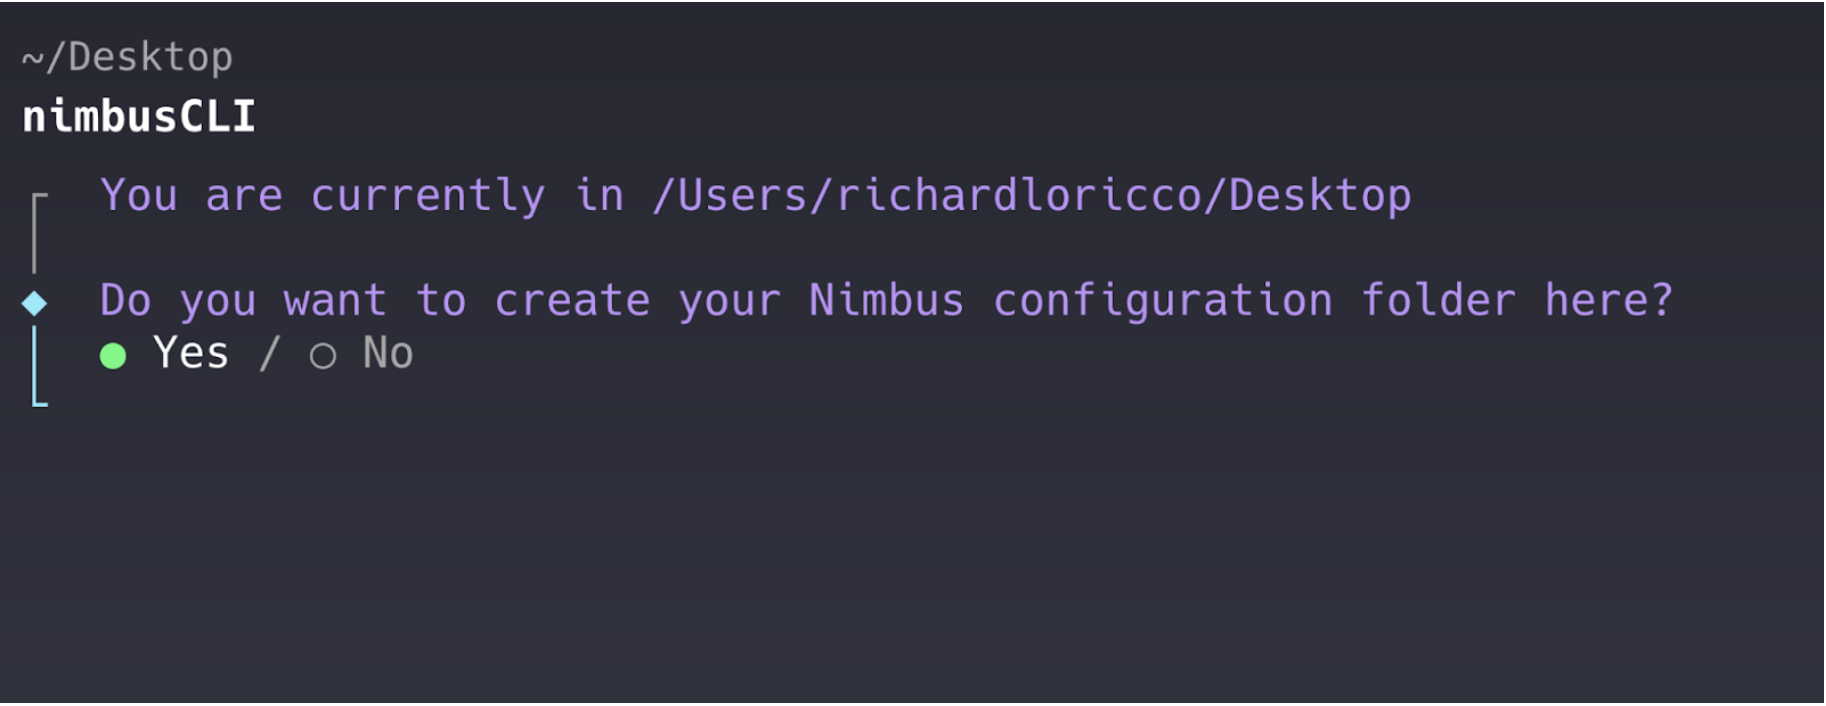 ~/Desktop
nimbusCLI
You are currently in /Users/richardloricco/Desktop
Do you want to create your Nimbus configuration folder here?
● Yes / ○ No